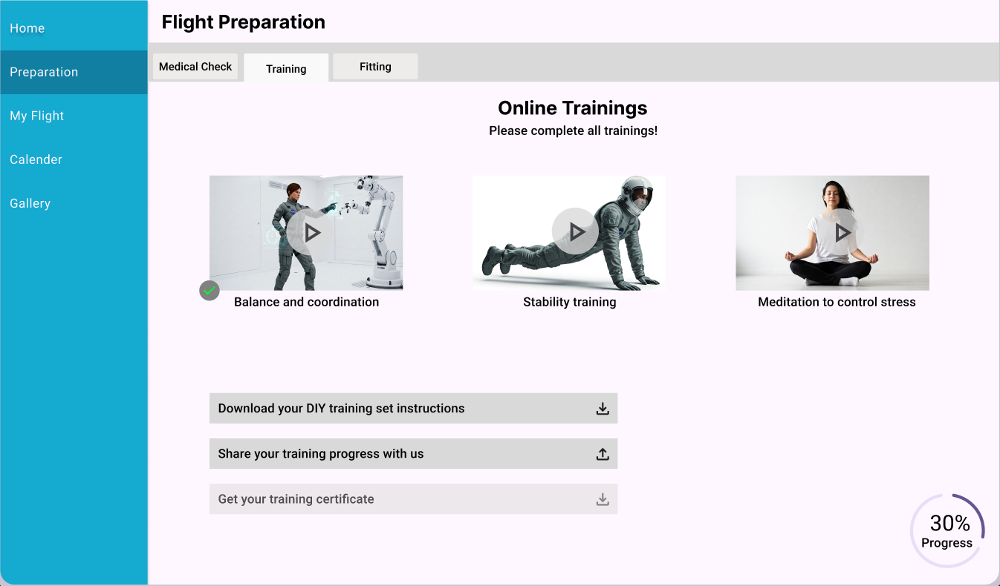 Home
Preparation
My Flight
Calender
Gallery
Flight Preparation
Medical Check
Training
Fitting
Online Trainings
Please complete all trainings!
Balance and coordination
Stability training
Meditation to control stress
Download your DIY training set instructions
Share your training progress with us
Get your training certificate
30%
Progress